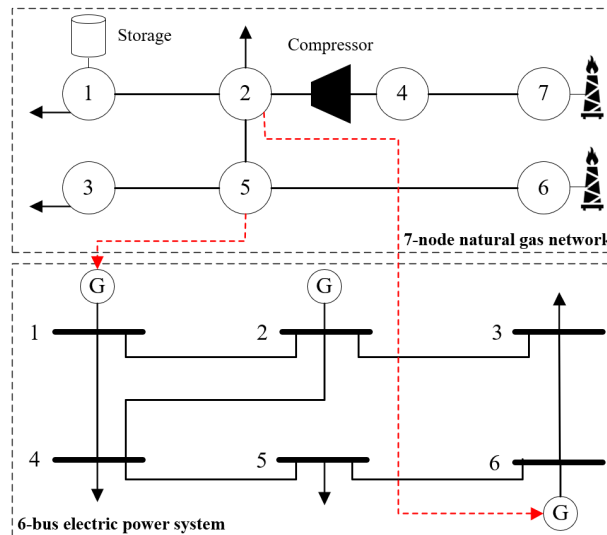 Storage
Compressor
1
2
4
7
3
5
6
7-node natural gas network
G
G
1
2
3
4
5
6
G
6-bus electric power system